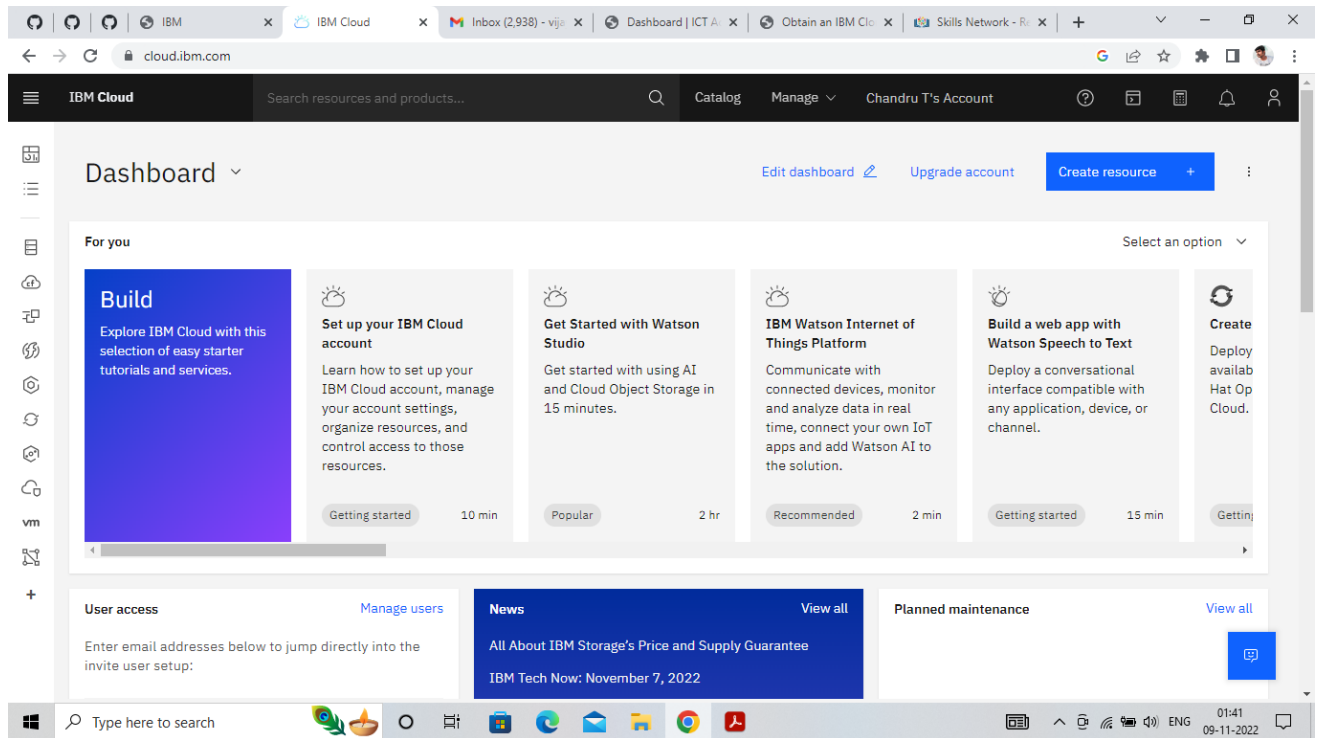 IBM
IBM Cloud
Inbox (2,938) - vija
Dashboard | ICT A
Obtain an IBM Clo
Skills Network - Re
cloud.ibm.com
IBM Cloud
Search resources and products...
Catalog
Manage
Chandru T's Account
Dashboard
Edit dashboard
Upgrade account
Create resource +
For you
Select an option
Build
Explore IBM Cloud with this
selection of easy starter
tutorials and services.
Set up your IBM Cloud
account
Learn how to set up your
IBM Cloud account, manage
your account settings,
organize resources, and
control access to those
resources.
Getting started 10 min
Get Started with Watson
Studio
Get started with using AI
and Cloud Object Storage in
15 minutes.
Popular 2 hr
IBM Watson Internet of
Things Platform
Communicate with
connected devices, monitor
and analyze data in real
time, connect your own IoT
apps and add Watson AI to
the solution.
Recommended 2 min
Build a web app with
Watson Speech to Text
Deploy a conversational
interface compatible with
any application, device, or
channel.
Getting started 15 min
Create
Deploy
availab
Hat Op
Cloud.
Getting
vm
User access Manage users
Enter email addresses below to jump directly into the
invite user setup:
News View all
All About IBM Storage's Price and Supply Guarantee
IBM Tech Now: November 7, 2022
Planned maintenance View all
Type here to search
ENG
01:41
09-11-2022